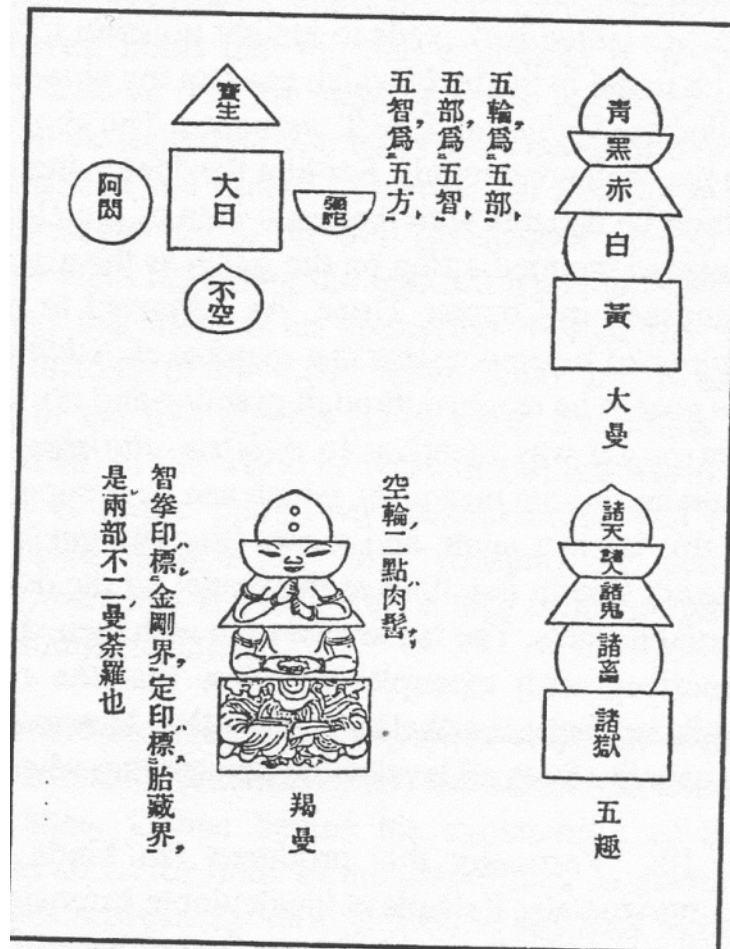 青
黒
赤
白
黃
大曼
五輪爲五部
五部爲五智
五智爲五方
寶生
阿閦
大日
彌陀
不空
諸天
諸人
諸鬼
諸畜
諸獄
五趣
空輪一點肉髻
羯曼
智拳印標金剛界定印標胎藏界
是兩部不二曼荼羅也